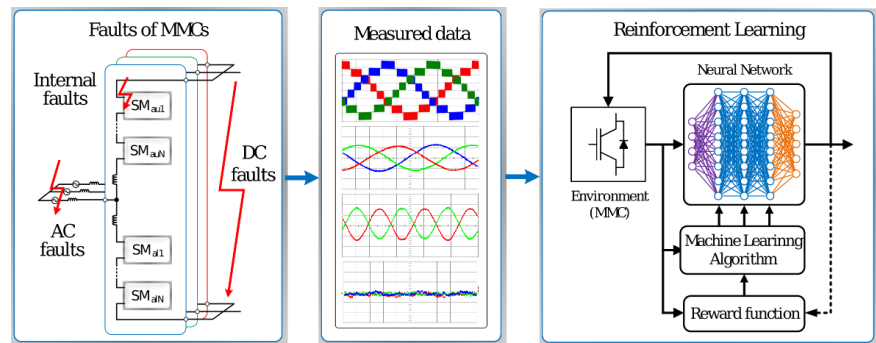 Faults of MMCs
Internal
faults
SMau1
SMauN
DC
faults
AC
faults
SMal1
SMalN
Measured data
Reinforcement Learning
Neural Network
Environment
(MMC)
Machine Learinng
Algorithm
Reward function